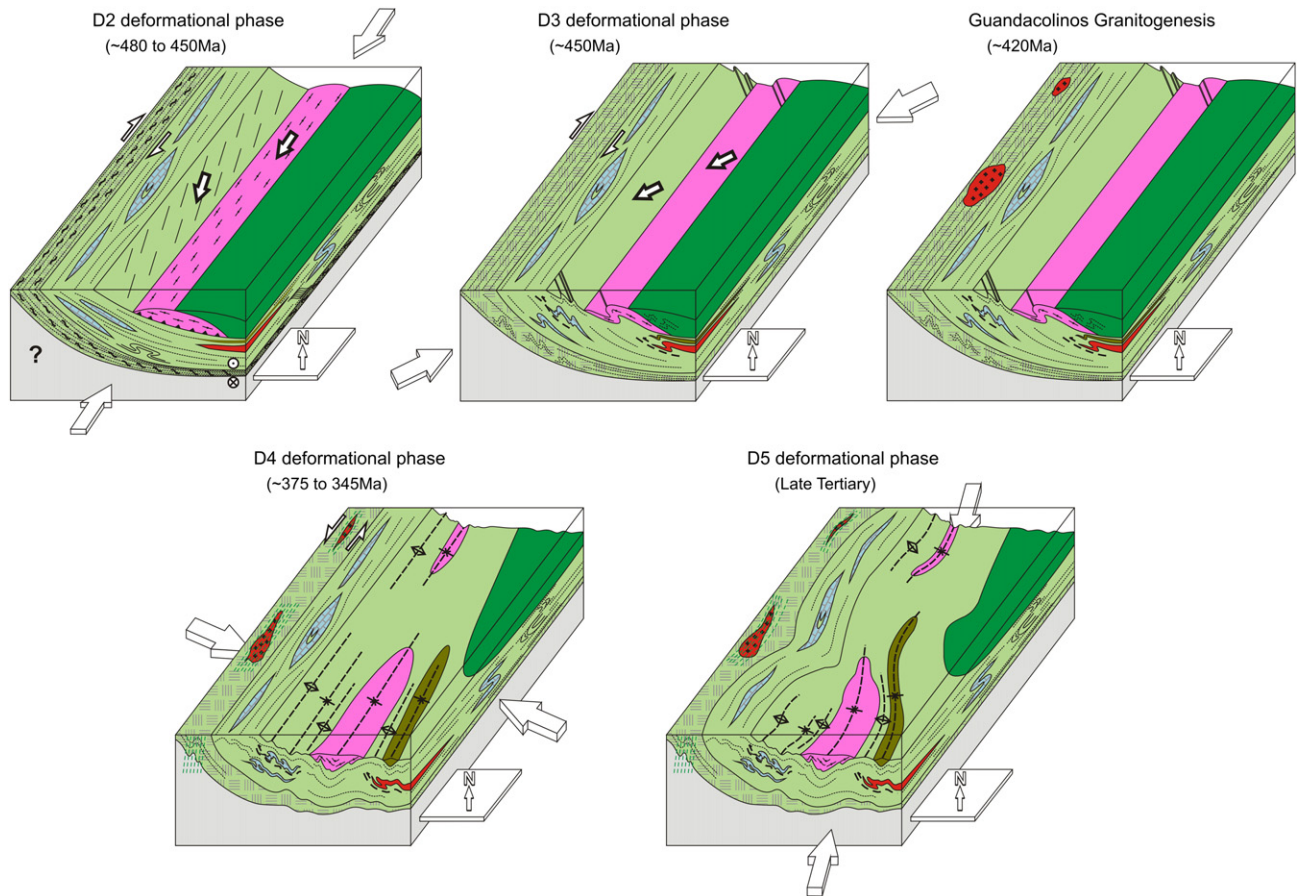 D2 deformational phase
(~480 to 450Ma)
D3 deformational phase
(~450Ma)
Guandacolinos Granitogenesis
(~420Ma)
?
N
N
N
D4 deformational phase
(~375 to 345Ma)
D5 deformational phase
(Late Tertiary)
N
N